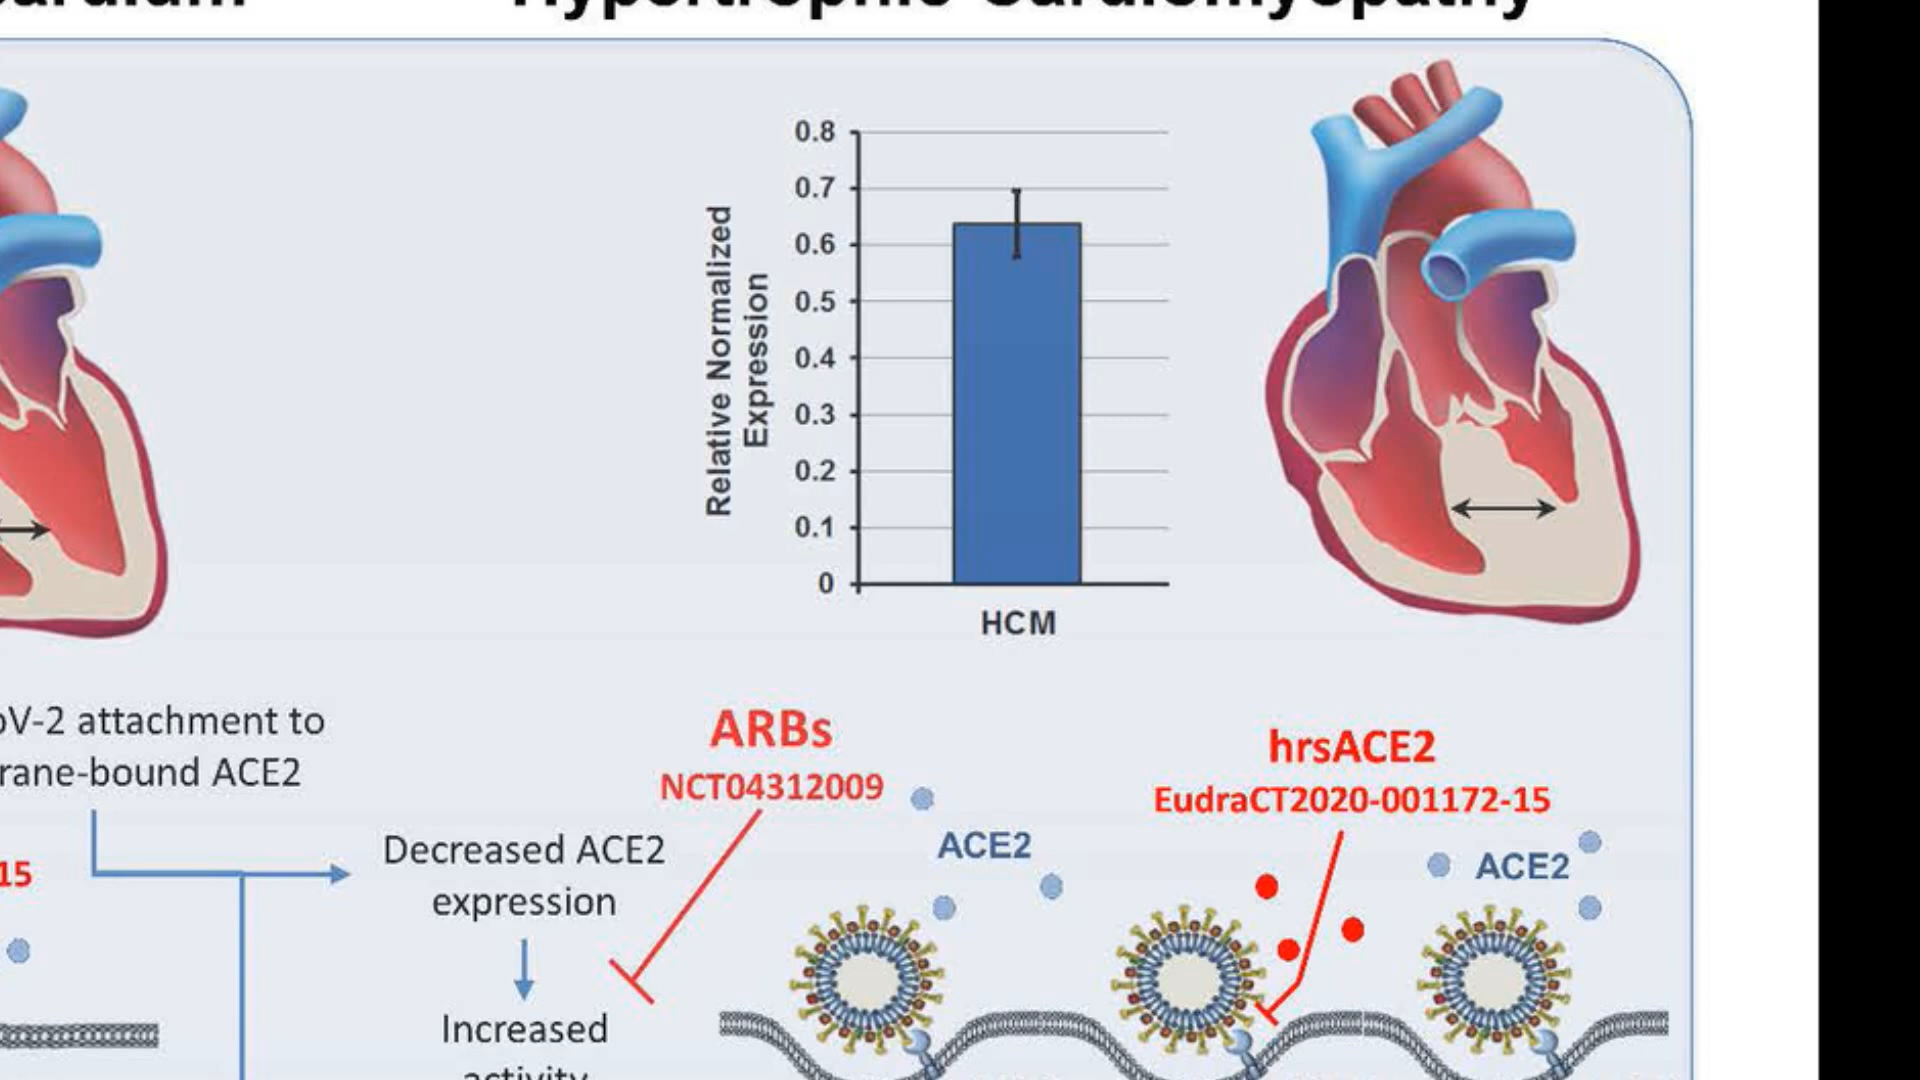 Hypertrophic Cardiomyopathy
0.8
0.7
0.6
0.5
0.4
0.3
0.2
0.1
0
Relative Normalized
Expression
HCM
oV-2 attachment to
rane-bound ACE2
ARBs
NCT04312009
hrsACE2
EudraCT2020-001172-15
15
Decreased ACE2
expression
ACE2
ACE2
Increased
activity